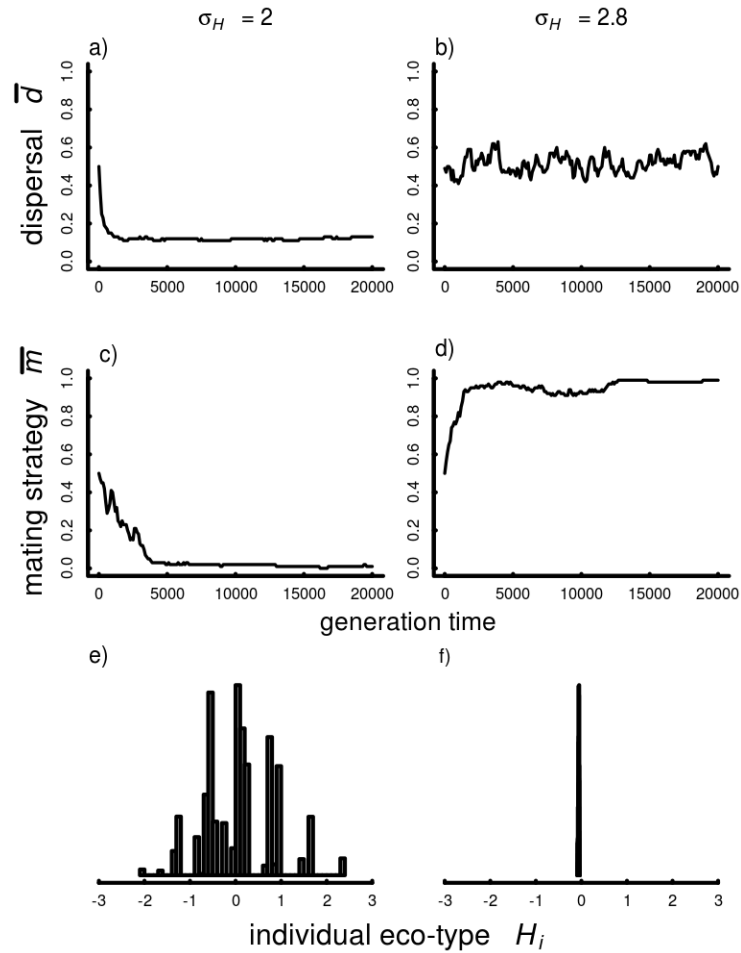 σH = 2
σH = 2.8
a)
b)
dispersal d̅
0.0 0.2 0.4 0.6 0.8 1.0
0 5000 10000 15000 20000
0.0 0.2 0.4 0.6 0.8 1.0
0 5000 10000 15000 20000
c)
d)
mating strategy m̅
0.0 0.2 0.4 0.6 0.8 1.0
0 5000 10000 15000 20000
0.0 0.2 0.4 0.6 0.8 1.0
0 5000 10000 15000 20000
generation time
e)
f)
-3 -2 -1 0 1 2 3
-3 -2 -1 0 1 2 3
individual eco-type Hi